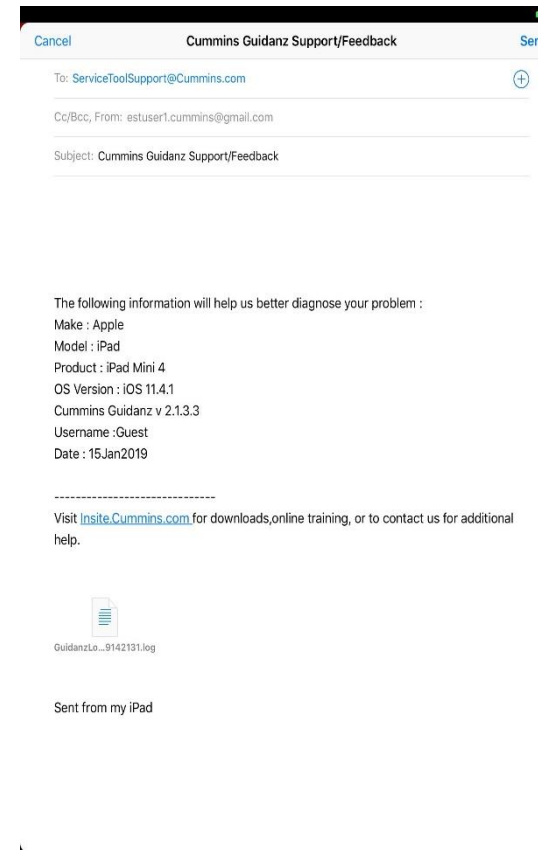 Cancel Cummins Guidanz Support/Feedback Ser
To: ServiceToolSupport@Cummins.com
Cc/Bcc, From: estuser1.cummins@gmail.com
Subject: Cummins Guidanz Support/Feedback
The following information will help us better diagnose your problem :
Make : Apple
Model : iPad
Product : iPad Mini 4
OS Version : iOS 11.4.1
Cummins Guidanz v 2.1.3.3
Username :Guest
Date : 15Jan2019
------------------------------
Visit Insite.Cummins.com for downloads,online training, or to contact us for additional
help.
GuidanzLo...9142131.log
Sent from my iPad